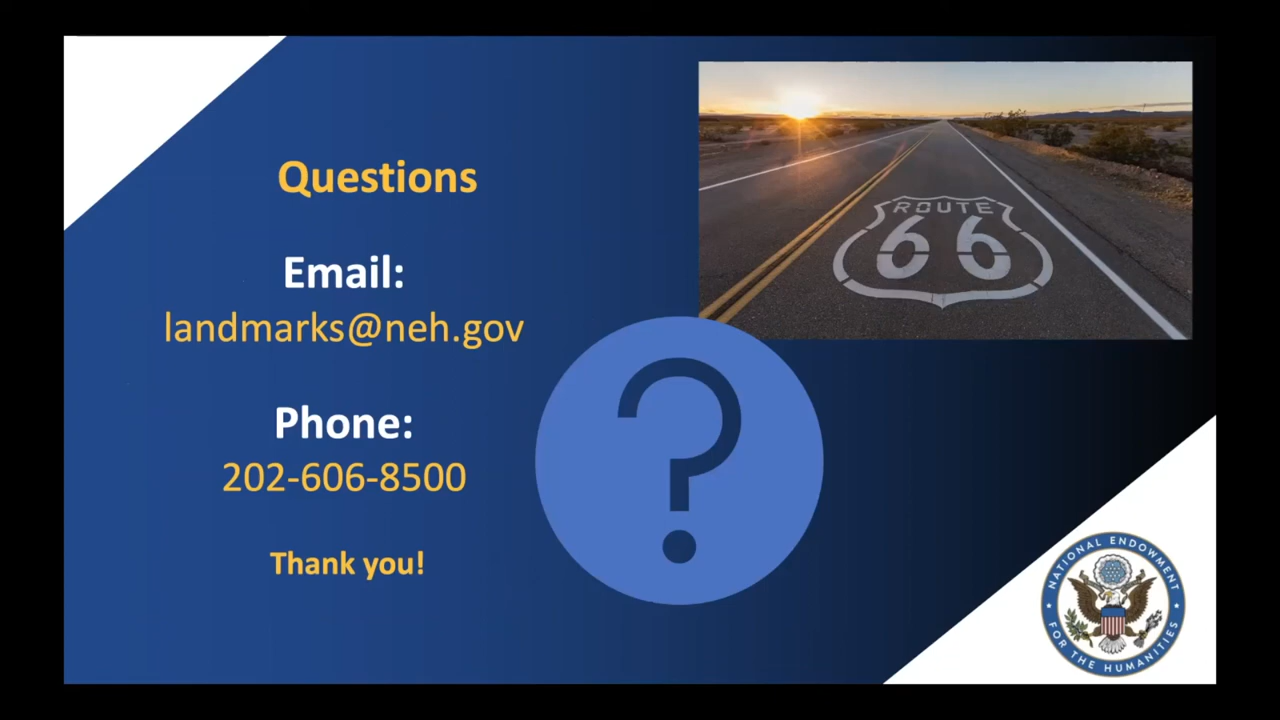 Questions
Email:
landmarks@neh.gov
Phone:
202-606-8500
Thank you!
ROUTE
66
?
NATIONAL ENDOWMENT
FOR THE HUMANITIES